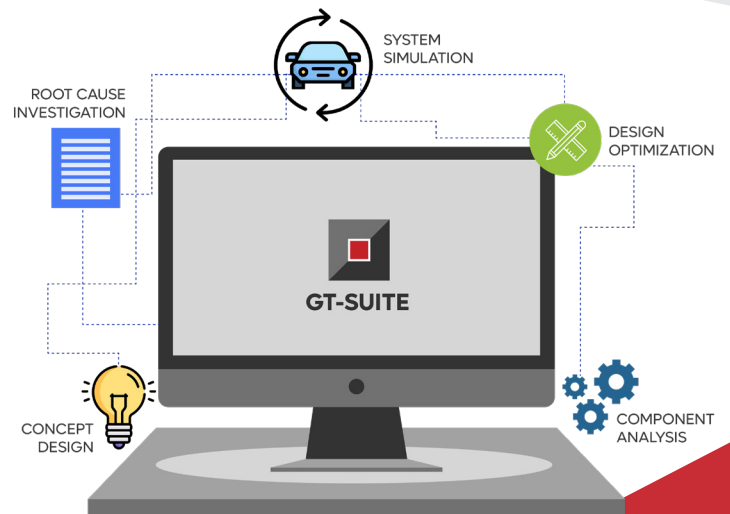 SYSTEM
SIMULATION
ROOT CAUSE
INVESTIGATION
DESIGN
OPTIMIZATION
GT-SUITE
CONCEPT
DESIGN
COMPONENT
ANALYSIS